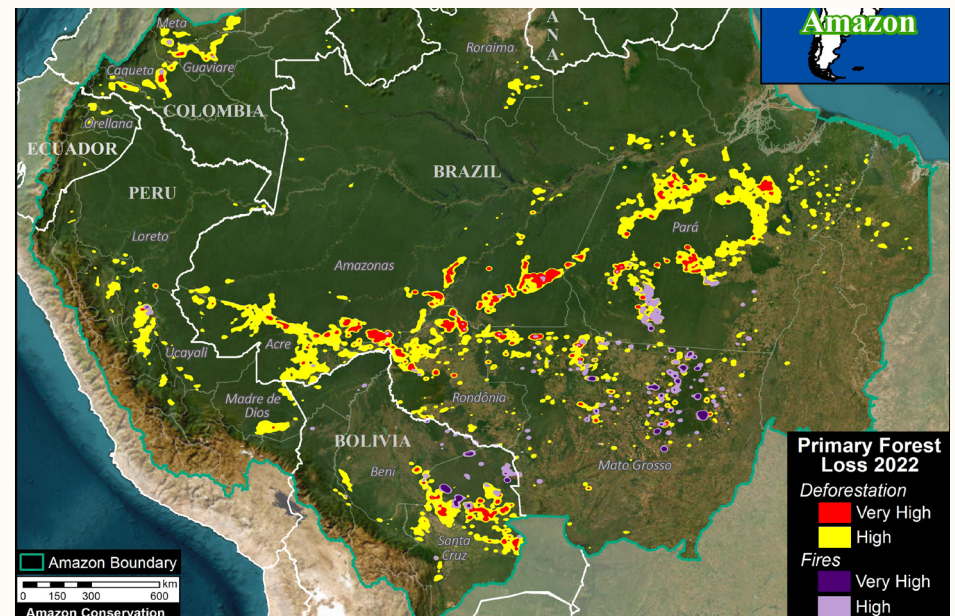 Amazon
Meta
A
N
A
Roraima
Caqueta
Guaviare
COLOMBIA
Orellana
ECUADOR
BRAZIL
PERU
Loreto
Pará
Amazonas
Ucayali
Acre
Madre de
Dios
Rondônia
BOLIVIA
Beni
Mato Grosso
Santa
Cruz
Primary Forest
Loss 2022
Deforestation
Very High
High
Fires
Very High
High
Amazon Boundary
km
0 150 300 600
Amazon Conservation